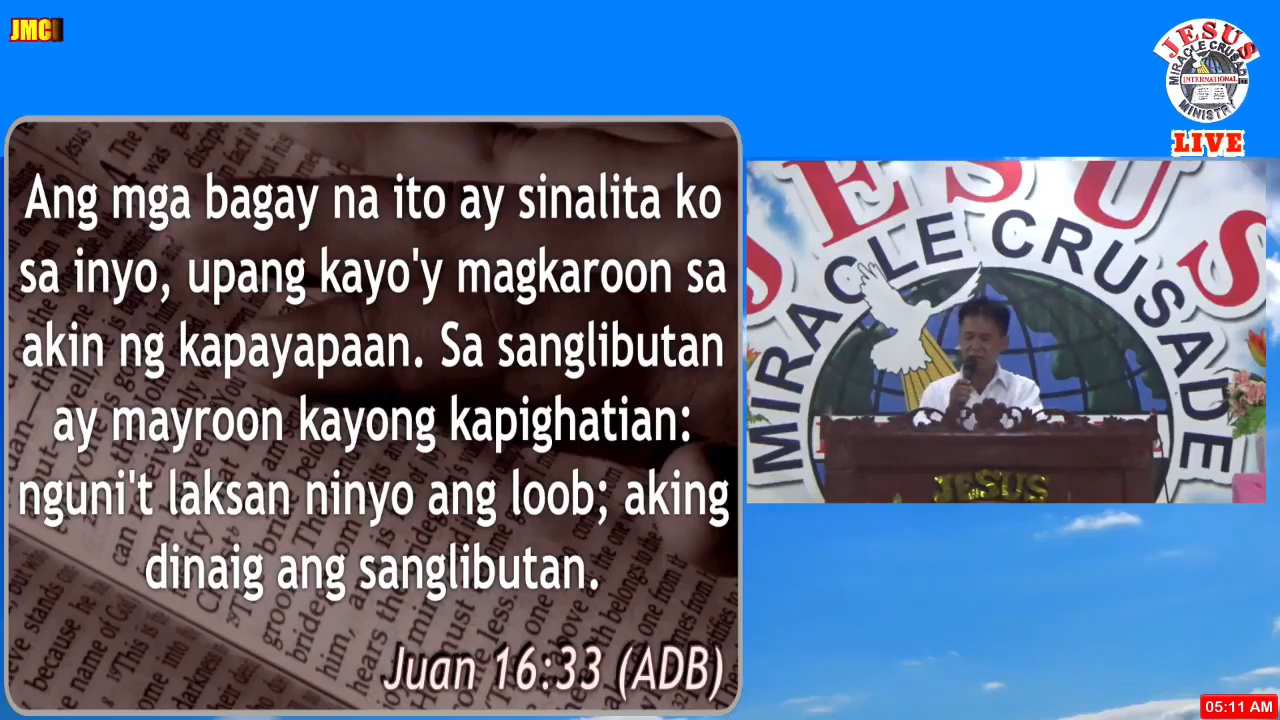 JMC
JESUS
MIRACLE CRUSADE
INTERNATIONAL
MINISTRY
LIVE
Ang mga bagay na ito ay sinalita ko
sa inyo, upang kayo'y magkaroon sa
akin ng kapayapaan. Sa sanglibutan
ay mayroon kayong kapighatian:
nguni't laksan ninyo ang loob; aking
dinaig ang sanglibutan.
Juan 16:33 (ADB)
JESUS
MIRACLE CRUSADE
JESUS
05:11 AM